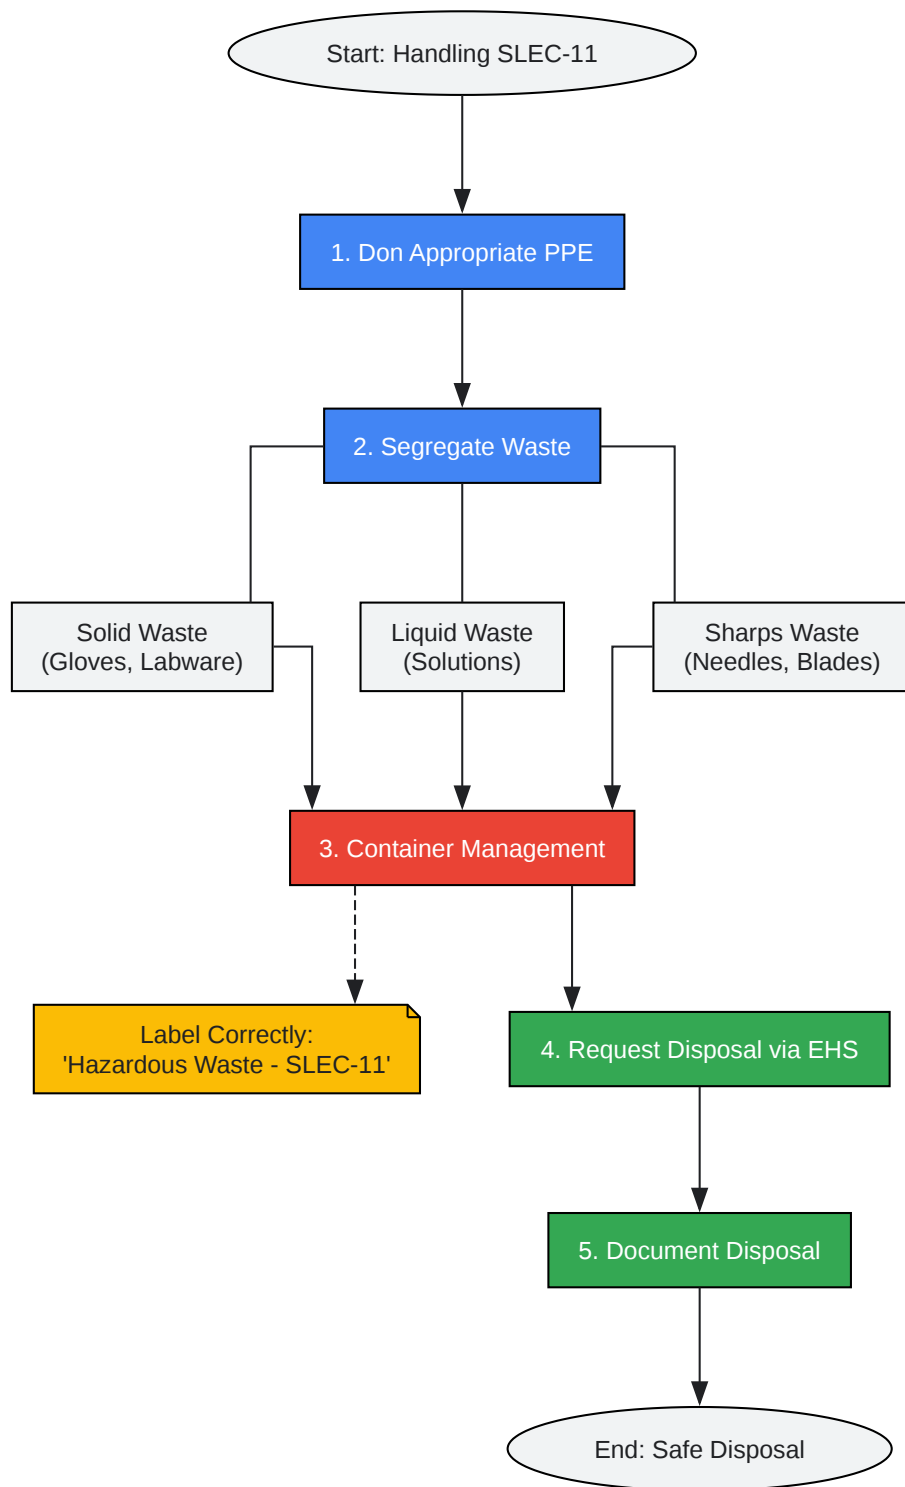 Start: Handling SLEC-11
1. Don Appropriate PPE
2. Segregate Waste
Solid Waste
(Gloves, Labware)
Liquid Waste
(Solutions)
Sharps Waste
(Needles, Blades)
3. Container Management
Label Correctly:
'Hazardous Waste - SLEC-11'
4. Request Disposal via EHS
5. Document Disposal
End: Safe Disposal